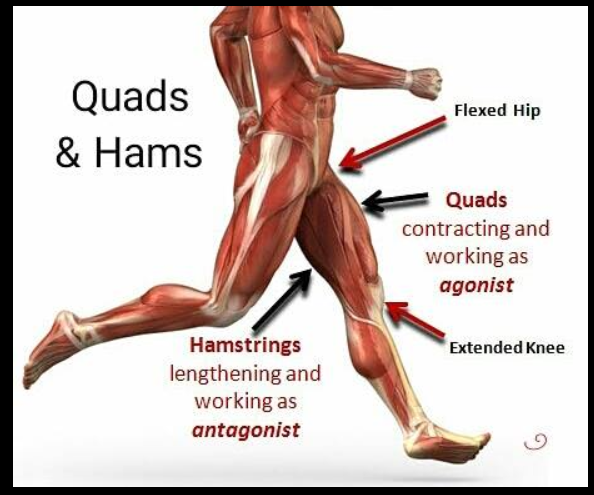 Quads
& Hams
Flexed Hip
Quads
contracting and
working as
agonist
Extended Knee
Hamstrings
lengthening and
working as
antagonist